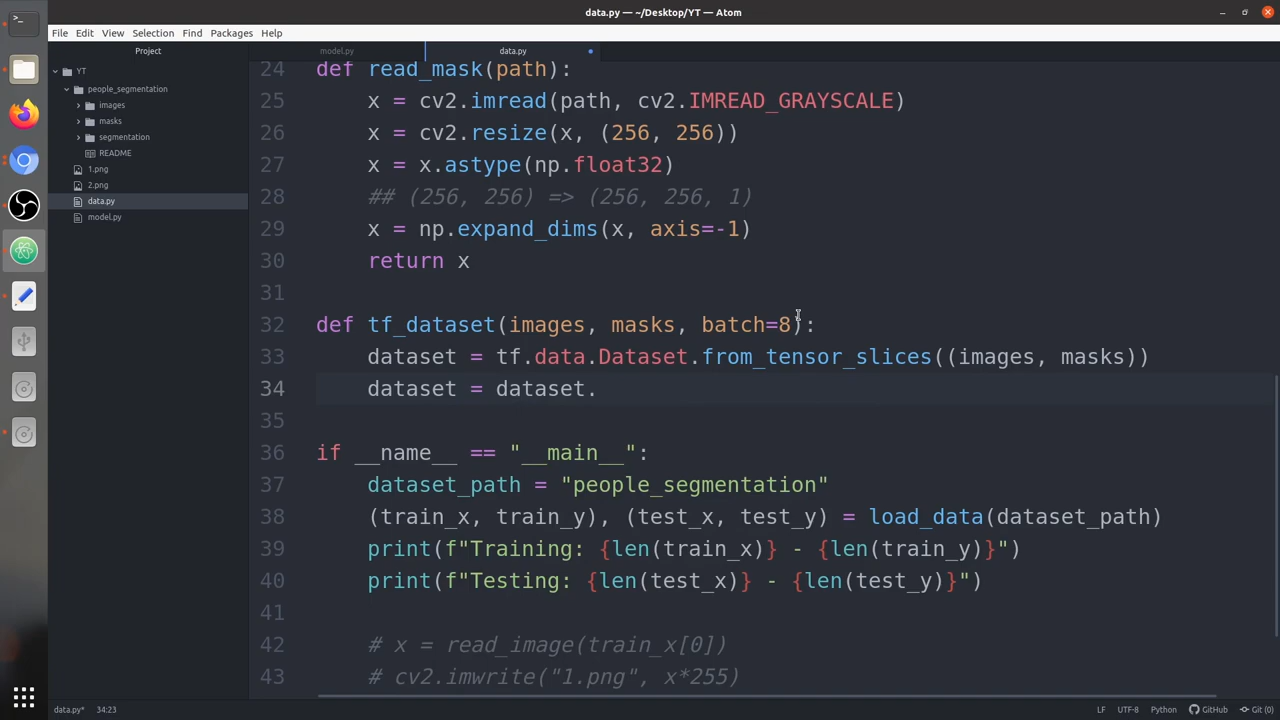 data.py — ~/Desktop/YT — Atom
File Edit View Selection Find Packages Help
Project
model.py
data.py
YT
people_segmentation
images
masks
segmentation
README
1.png
2.png
data.py
model.py
24 def read_mask(path):
25 x = cv2.imread(path, cv2.IMREAD_GRAYSCALE)
26 x = cv2.resize(x, (256, 256))
27 x = x.astype(np.float32)
28 ## (256, 256) => (256, 256, 1)
29 x = np.expand_dims(x, axis=-1)
30 return x
31
32 def tf_dataset(images, masks, batch=8):
33 dataset = tf.data.Dataset.from_tensor_slices((images, masks))
34 dataset = dataset.
35
36 if __name__ == "__main__":
37 dataset_path = "people_segmentation"
38 (train_x, train_y), (test_x, test_y) = load_data(dataset_path)
39 print(f"Training: {len(train_x)} - {len(train_y)}")
40 print(f"Testing: {len(test_x)} - {len(test_y)}")
41
42 # x = read_image(train_x[0])
43 # cv2.imwrite("1.png", x*255)
data.py* 34:23 LF UTF-8 Python GitHub Git (0)